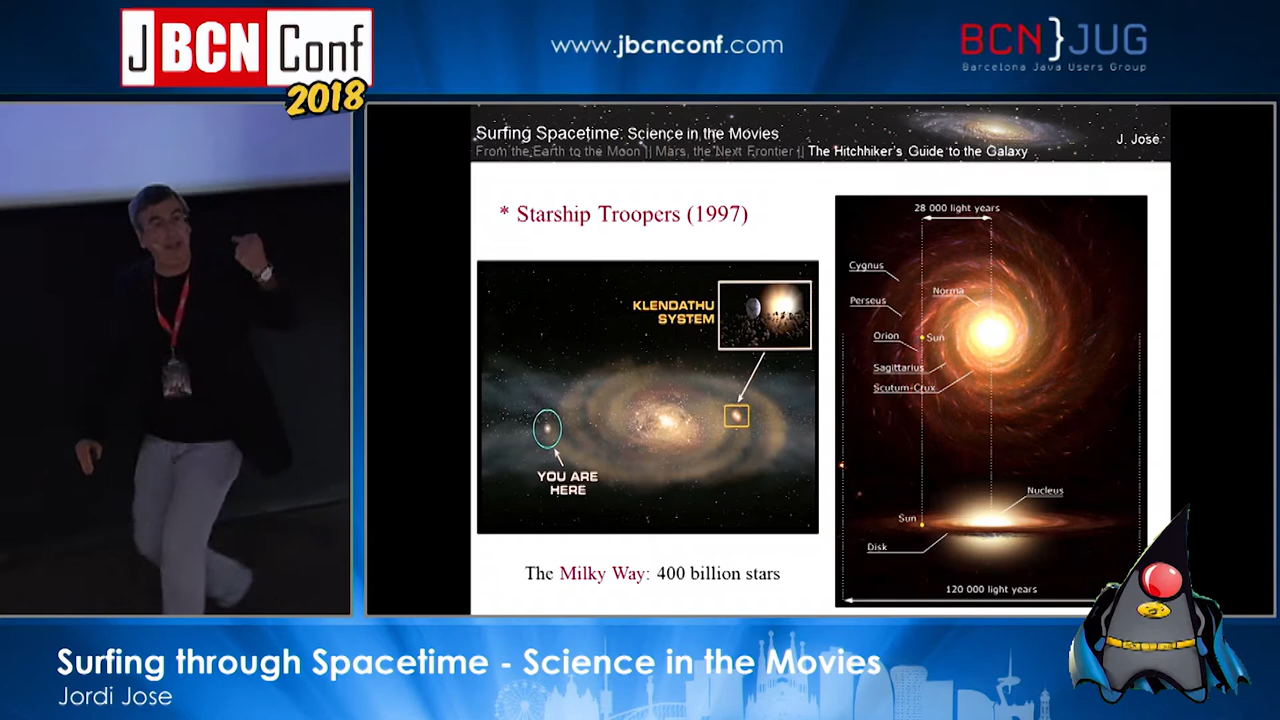 JBCNConf
2018
www.jbcnconf.com
BCN}JUG
Barcelona Java Users Group
Surfing Spacetime: Science in the Movies
J. José
From the Earth to the Moon || Mars, the Next Frontier || The Hitchhiker's Guide to the Galaxy
* Starship Troopers (1997)
KLENDATHU
SYSTEM
YOU ARE
HERE
The Milky Way: 400 billion stars
28 000 light years
Cygnus
Norma
Perseus
Orion
Sun
Sagittarius
Scutum-Crux
Nucleus
Sun
Disk
120 000 light years
Surfing through Spacetime - Science in the Movies
Jordi Jose